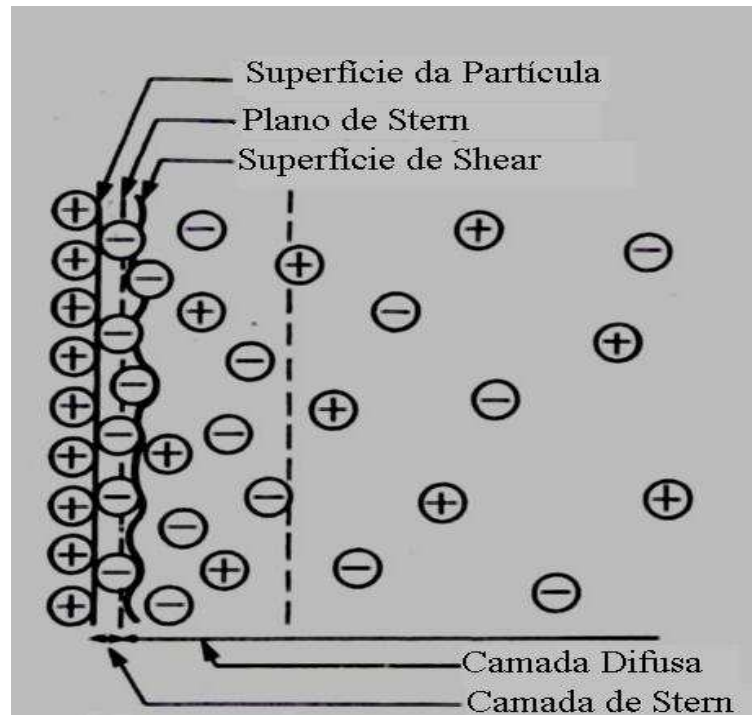 Superfície da Partícula
Plano de Stern
Superfície de Shear
Camada Difusa
Camada de Stern